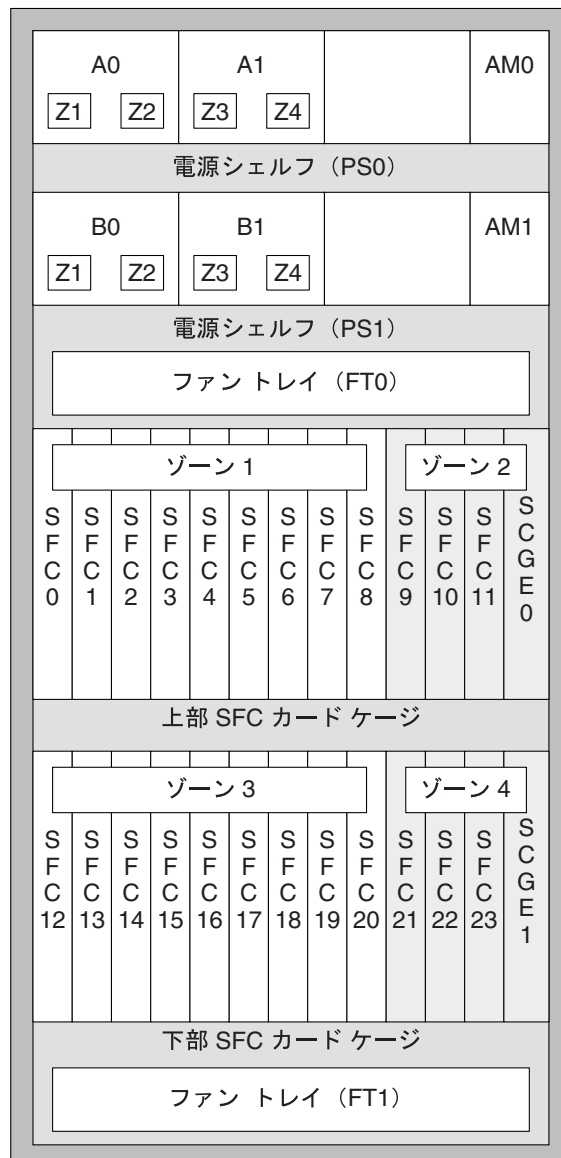 A0 A1 AM0
Z1 Z2 Z3 Z4
電源シェルフ（PS0）
B0 B1 AM1
Z1 Z2 Z3 Z4
電源シェルフ（PS1）
ファン トレイ（FT0）
ゾーン 1 ゾーン 2
SFC0 SFC1 SFC2 SFC3 SFC4 SFC5 SFC6 SFC7 SFC8 SFC9 SFC10 SFC11 SCGE0
上部 SFC カード ケージ
ゾーン 3 ゾーン 4
SFC12 SFC13 SFC14 SFC15 SFC16 SFC17 SFC18 SFC19 SFC20 SFC21 SFC22 SFC23 SCGE1
下部 SFC カード ケージ
ファン トレイ（FT1）